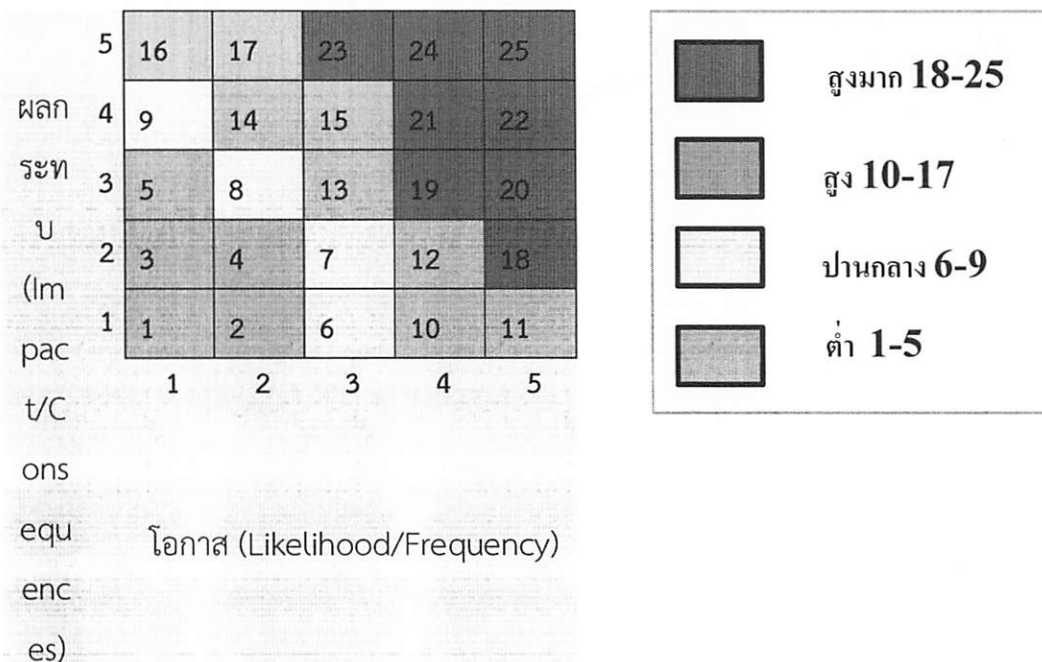 5 16 17 23 24 25
ผลก 4 9 14 15 21 22
ระท 3 5 8 13 19 20
บ 2 3 4 7 12 18
(Im
1 1 2 6 10 11
pac
1 2 3 4 5
t/C
ons
equ
โอกาส (Likelihood/Frequency)
enc
es)
สูงมาก 18-25
สูง 10-17
ปานกลาง 6-9
ต่ำ 1-5